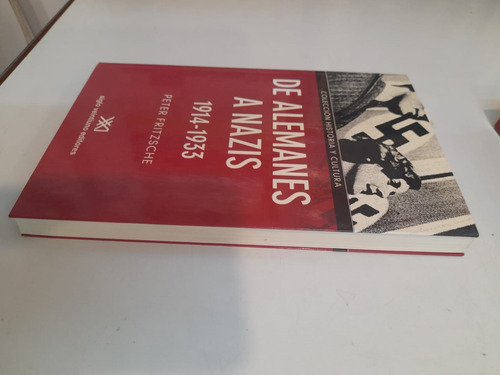 COLECCIÓN HISTORIA Y CULTURA
DE ALEMANES
A NAZIS
1914-1933
PETER FRITZSCHE
siglo veintiuno editores